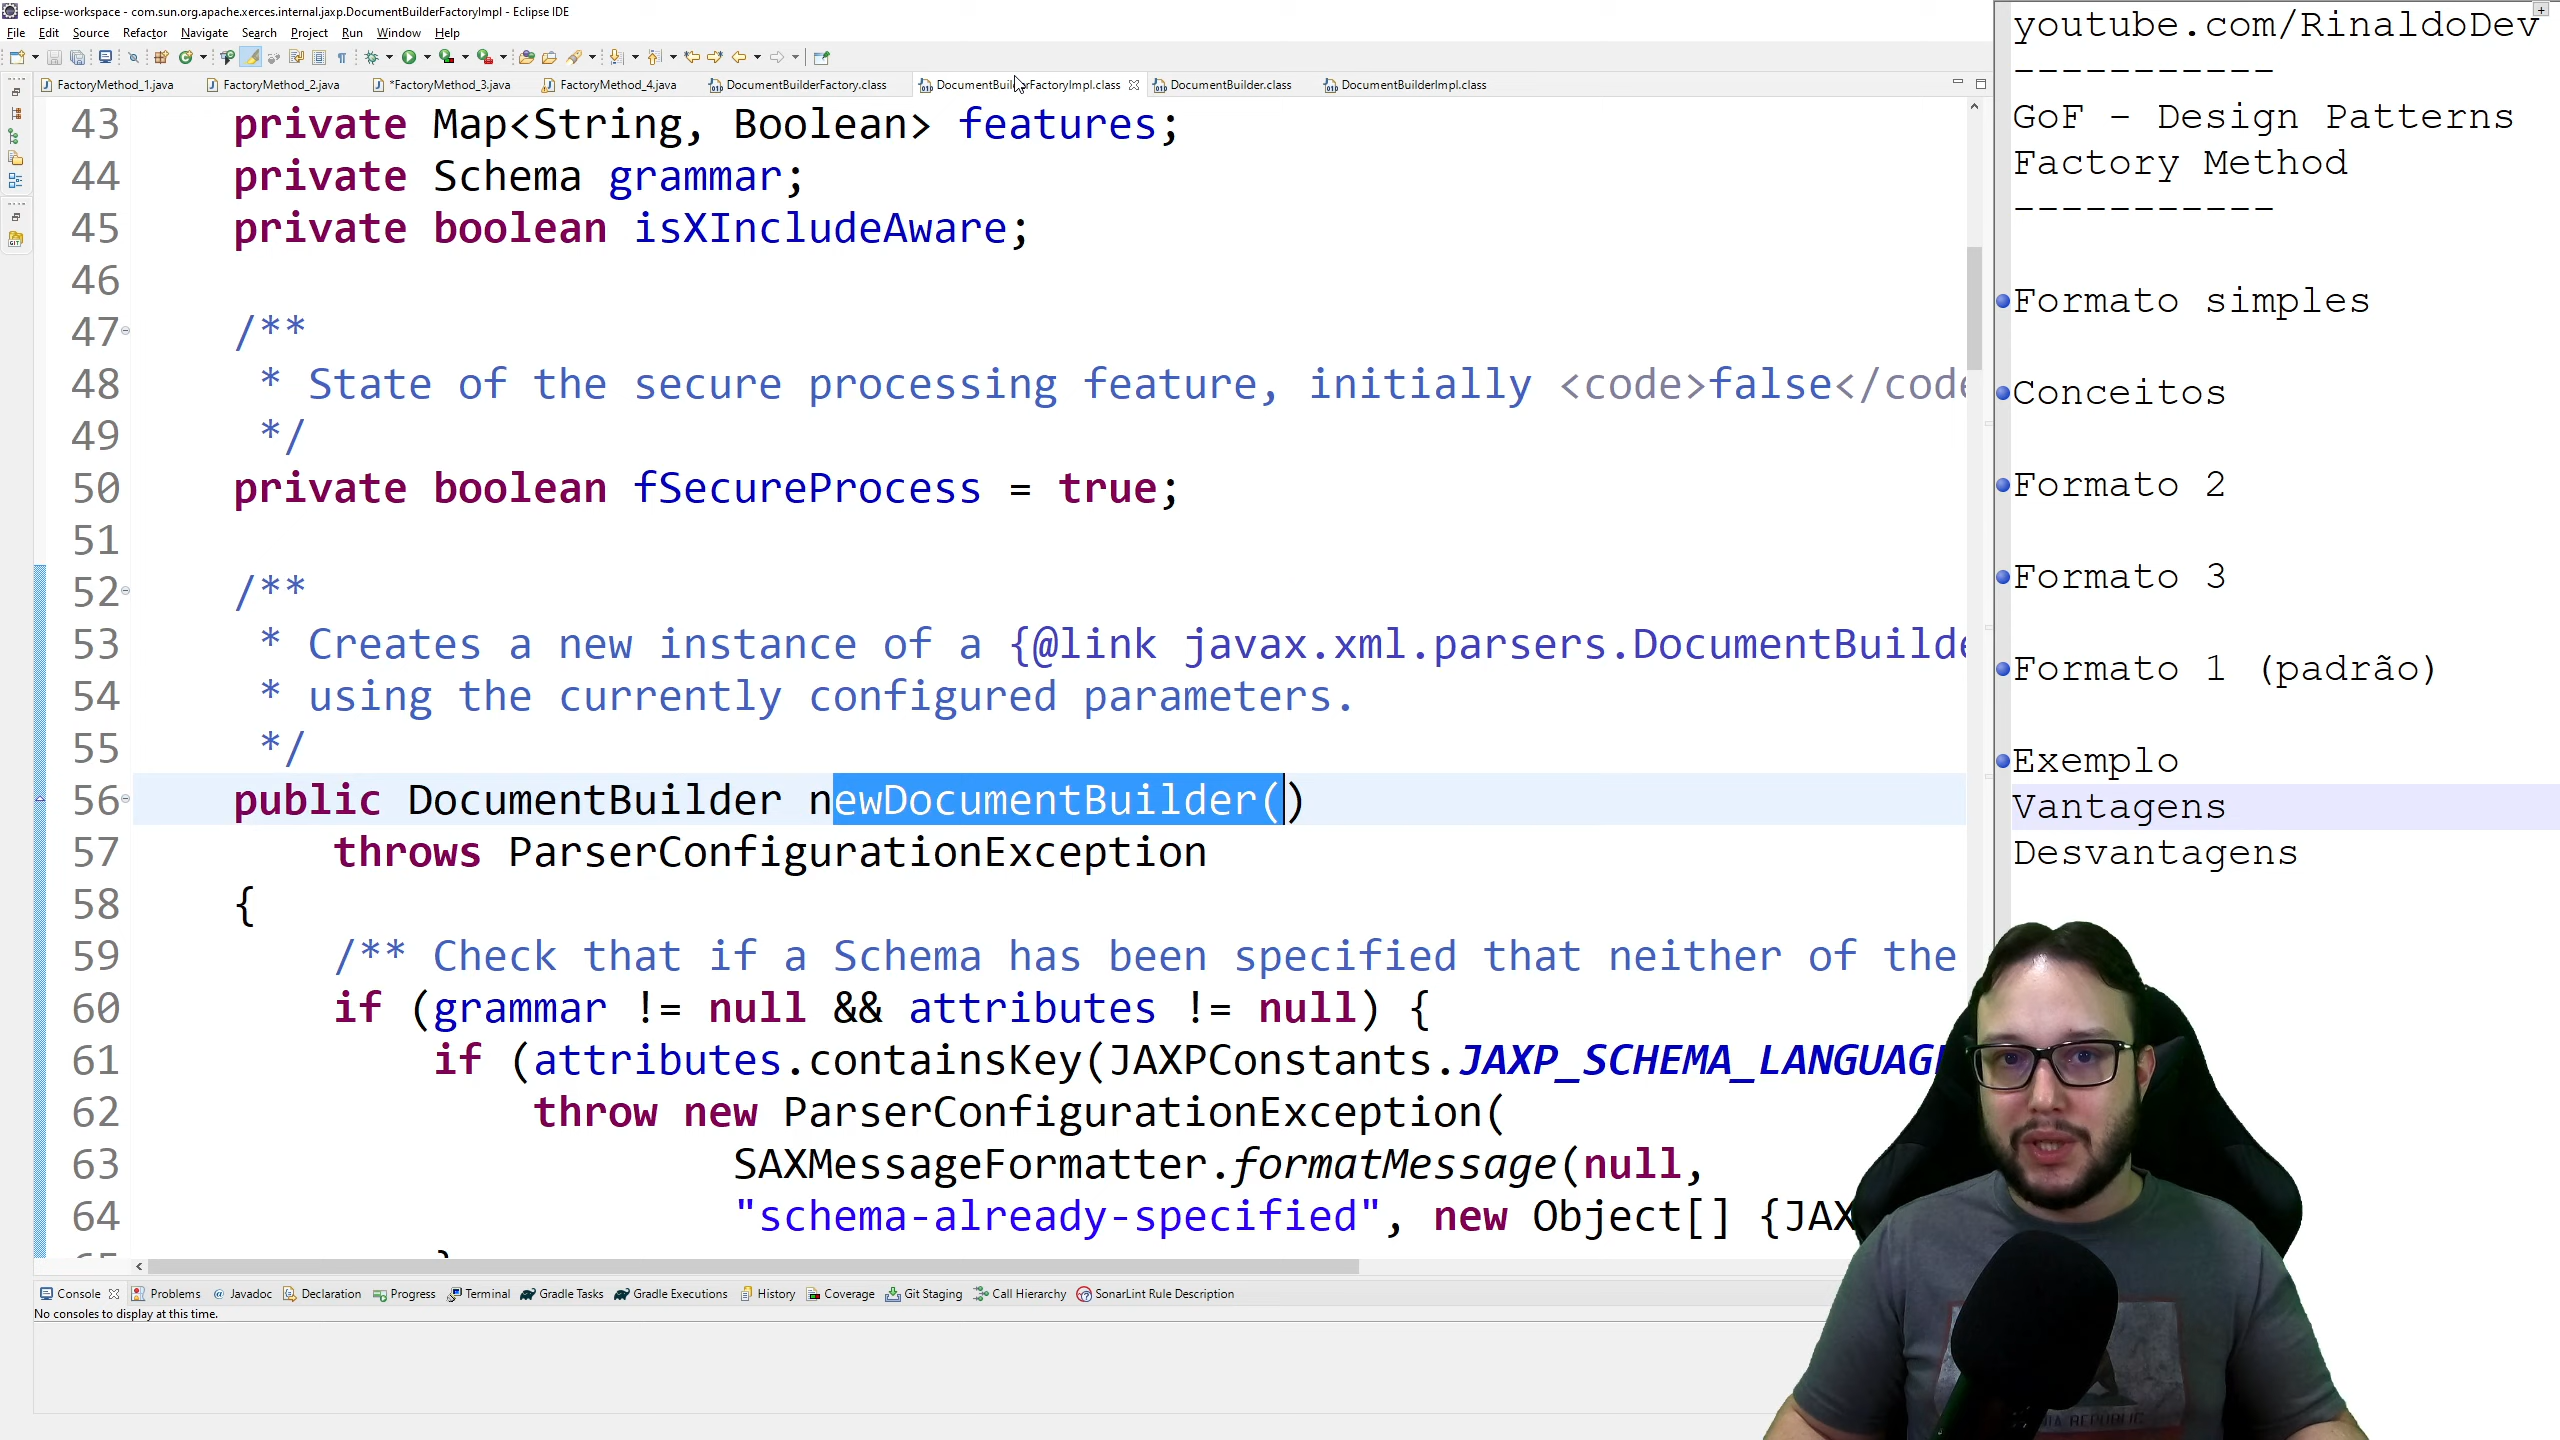 eclipse-workspace - com.sun.org.apache.xerces.internal.jaxp.DocumentBuilderFactoryImpl - Eclipse IDE
File Edit Source Refactor Navigate Search Project Run Window Help
FactoryMethod_1.java FactoryMethod_2.java *FactoryMethod_3.java FactoryMethod_4.java DocumentBuilderFactory.class DocumentBuilderFactoryImpl.class DocumentBuilder.class DocumentBuilderImpl.class
43 private Map<String, Boolean> features;
44 private Schema grammar;
45 private boolean isXIncludeAware;
46
47 /**
48 * State of the secure processing feature, initially <code>false</code
49 */
50 private boolean fSecureProcess = true;
51
52 /**
53 * Creates a new instance of a {@link javax.xml.parsers.DocumentBuilde
54 * using the currently configured parameters.
55 */
56 public DocumentBuilder newDocumentBuilder()
57 throws ParserConfigurationException
58 {
59 /** Check that if a Schema has been specified that neither of the
60 if (grammar != null && attributes != null) {
61 if (attributes.containsKey(JAXPConstants.JAXP_SCHEMA_LANGUAGE
62 throw new ParserConfigurationException(
63 SAXMessageFormatter.formatMessage(null,
64 "schema-already-specified", new Object[] {JAX
65 }
Console Problems Javadoc Declaration Progress Terminal Gradle Tasks Gradle Executions History Coverage Git Staging Call Hierarchy SonarLint Rule Description
No consoles to display at this time.
youtube.com/RinaldoDev
-----------
GoF - Design Patterns
Factory Method
-----------
Formato simples
Conceitos
Formato 2
Formato 3
Formato 1 (padrão)
Exemplo
Vantagens
Desvantagens